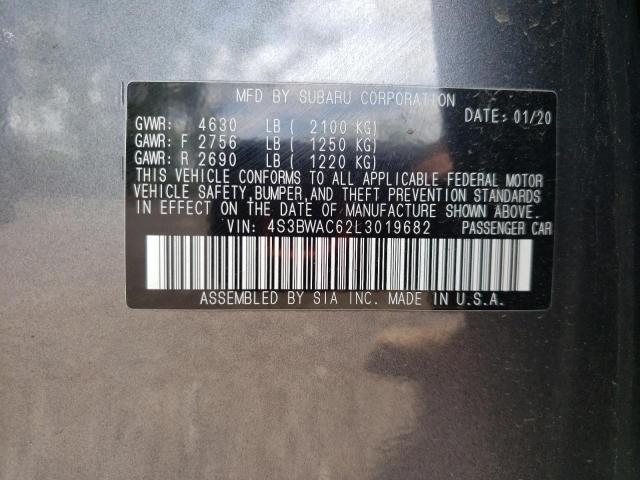 MFD BY SUBARU CORPORATION
DATE: 01/20
GVWR: 4630 LB ( 2100 KG)
GAWR: F 2756 LB ( 1250 KG)
GAWR: R 2690 LB ( 1220 KG)
THIS VEHICLE CONFORMS TO ALL APPLICABLE FEDERAL MOTOR
VEHICLE SAFETY, BUMPER, AND THEFT PREVENTION STANDARDS
IN EFFECT ON THE DATE OF MANUFACTURE SHOWN ABOVE.
VIN: 4S3BWAC62L3019682 PASSENGER CAR
ASSEMBLED BY SIA INC. MADE IN U.S.A.